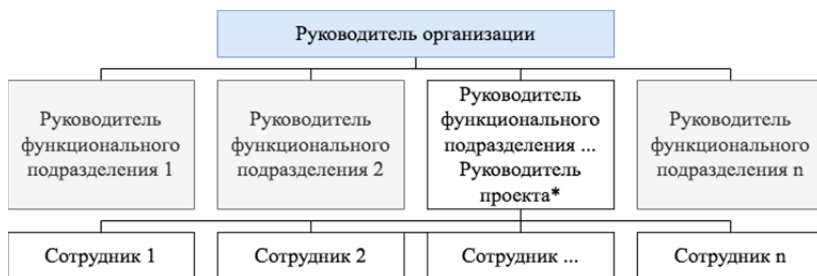 Руководитель организации
Руководитель
функционального
подразделения 1
Руководитель
функционального
подразделения 2
Руководитель
функционального
подразделения ...
Руководитель
проекта*
Руководитель
функционального
подразделения n
Сотрудник 1
Сотрудник 2
Сотрудник ...
Сотрудник n